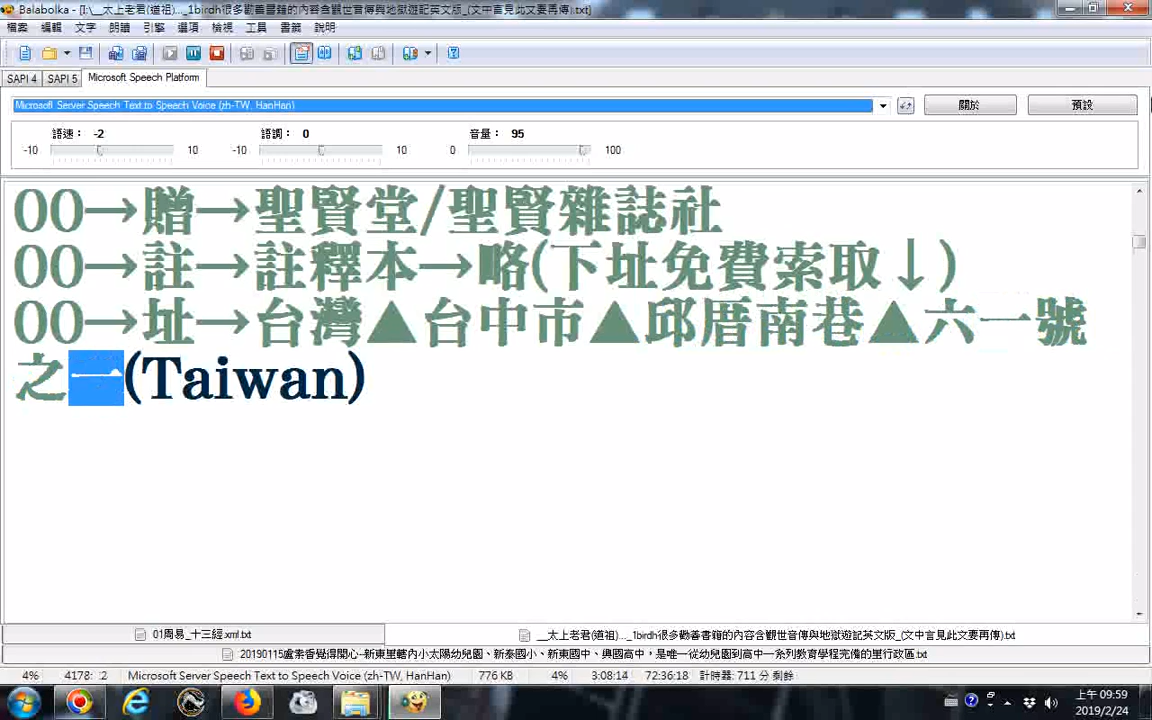 Balabolka - [I:\__太上老君(道祖)..._1birdh很多勸善書籍的內容含觀世音傳與地獄遊記英文版_(文中言見此文要再傳).txt]
檔案 編輯 文字 朗讀 引擎 選項 檢視 工具 書籤 說明
SAPI 4 SAPI 5 Microsoft Speech Platform
Microsoft Server Speech Text to Speech Voice (zh-TW, HanHan) 關於 預設
語速： -2 語調： 0 音量： 95
-10 10 -10 10 0 100
00→贈→聖賢堂/聖賢雜誌社
00→註→註釋本→略(下址免費索取↓)
00→址→台灣▲台中市▲邱厝南巷▲六一號
之一(Taiwan)
01周易_十三經.xml.txt __太上老君(道祖)..._1birdh很多勸善書籍的內容含觀世音傳與地獄遊記英文版_(文中言見此文要再傳).txt
20190115盧素香覺得開心-新東里轄內小太陽幼兒園、新泰國小、新東國中、興國高中，是唯一從幼兒園到高中一系列教育學程完備的里行政區.txt
4% 4178: :2 Microsoft Server Speech Text to Speech Voice (zh-TW, HanHan) 776 KB 4% 3:08:14 72:36:18 計時器: 711 分 剩餘
上午 09:59
2019/2/24